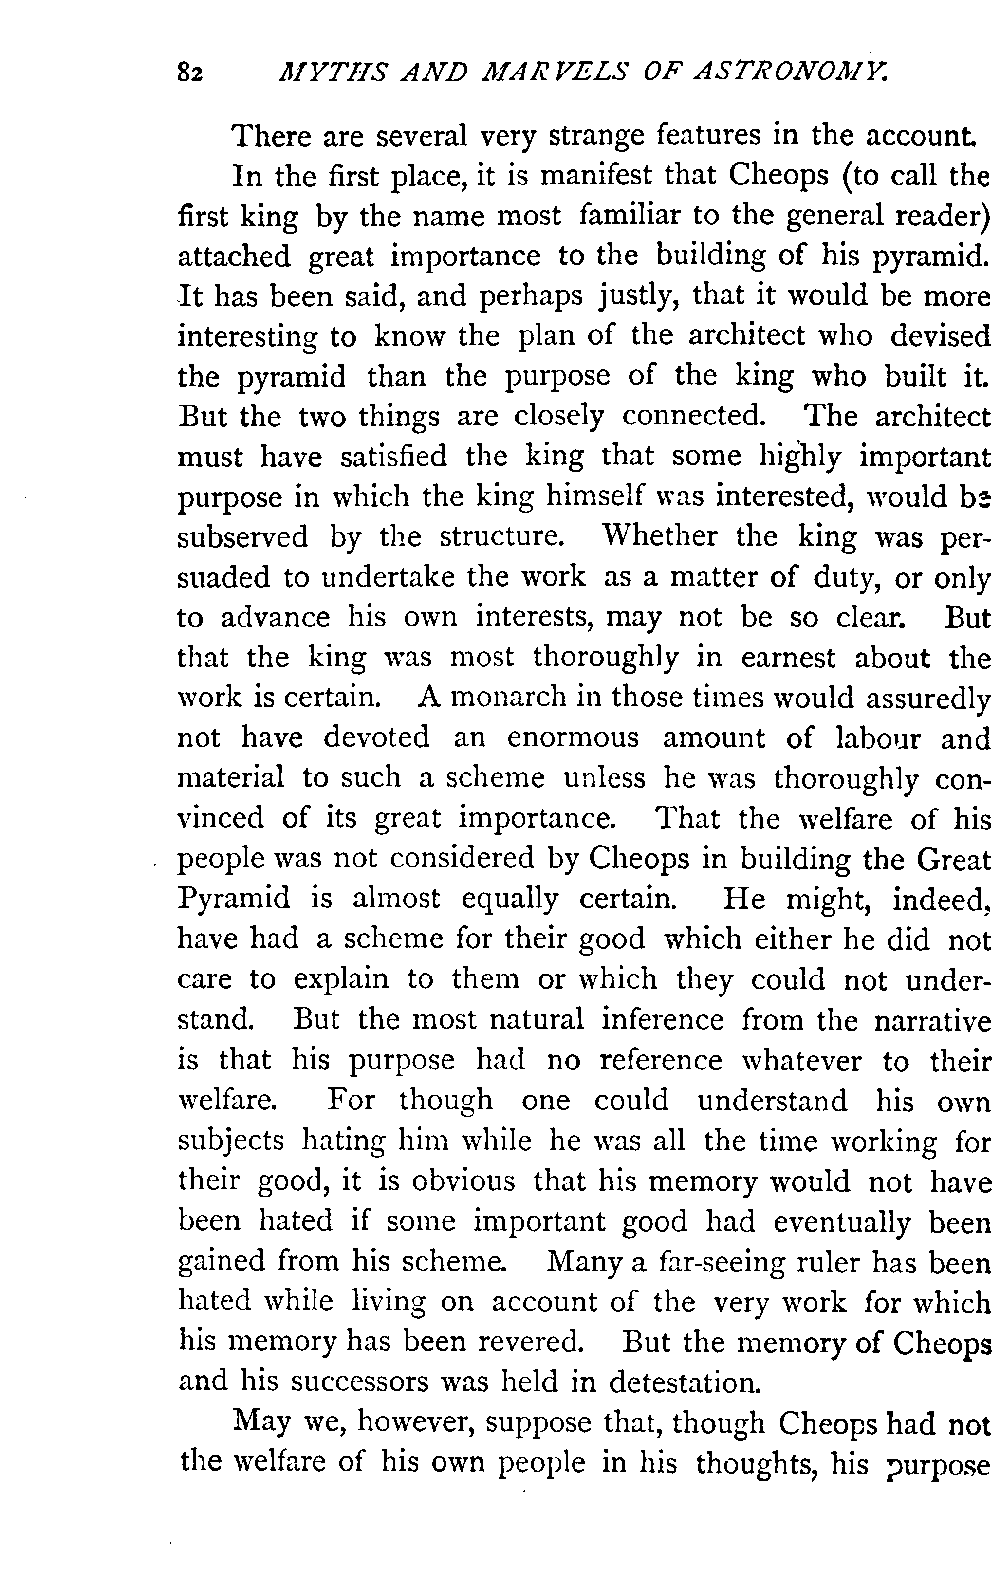 82 MYTHS AND MARVELS OF ASTRONOMY.
There are several very strange features in the account.
In the first place, it is manifest that Cheops (to call the
first king by the name most familiar to the general reader)
attached great importance to the building of his pyramid.
It has been said, and perhaps justly, that it would be more
interesting to know the plan of the architect who devised
the pyramid than the purpose of the king who built it.
But the two things are closely connected. The architect
must have satisfied the king that some highly important
purpose in which the king himself was interested, would be
subserved by the structure. Whether the king was per-
suaded to undertake the work as a matter of duty, or only
to advance his own interests, may not be so clear. But
that the king was most thoroughly in earnest about the
work is certain. A monarch in those times would assuredly
not have devoted an enormous amount of labour and
material to such a scheme unless he was thoroughly con-
vinced of its great importance. That the welfare of his
people was not considered by Cheops in building the Great
Pyramid is almost equally certain. He might, indeed,
have had a scheme for their good which either he did not
care to explain to them or which they could not under-
stand. But the most natural inference from the narrative
is that his purpose had no reference whatever to their
welfare. For though one could understand his own
subjects hating him while he was all the time working for
their good, it is obvious that his memory would not have
been hated if some important good had eventually been
gained from his scheme. Many a far-seeing ruler has been
hated while living on account of the very work for which
his memory has been revered. But the memory of Cheops
and his successors was held in detestation.
May we, however, suppose that, though Cheops had not
the welfare of his own people in his thoughts, his purpose